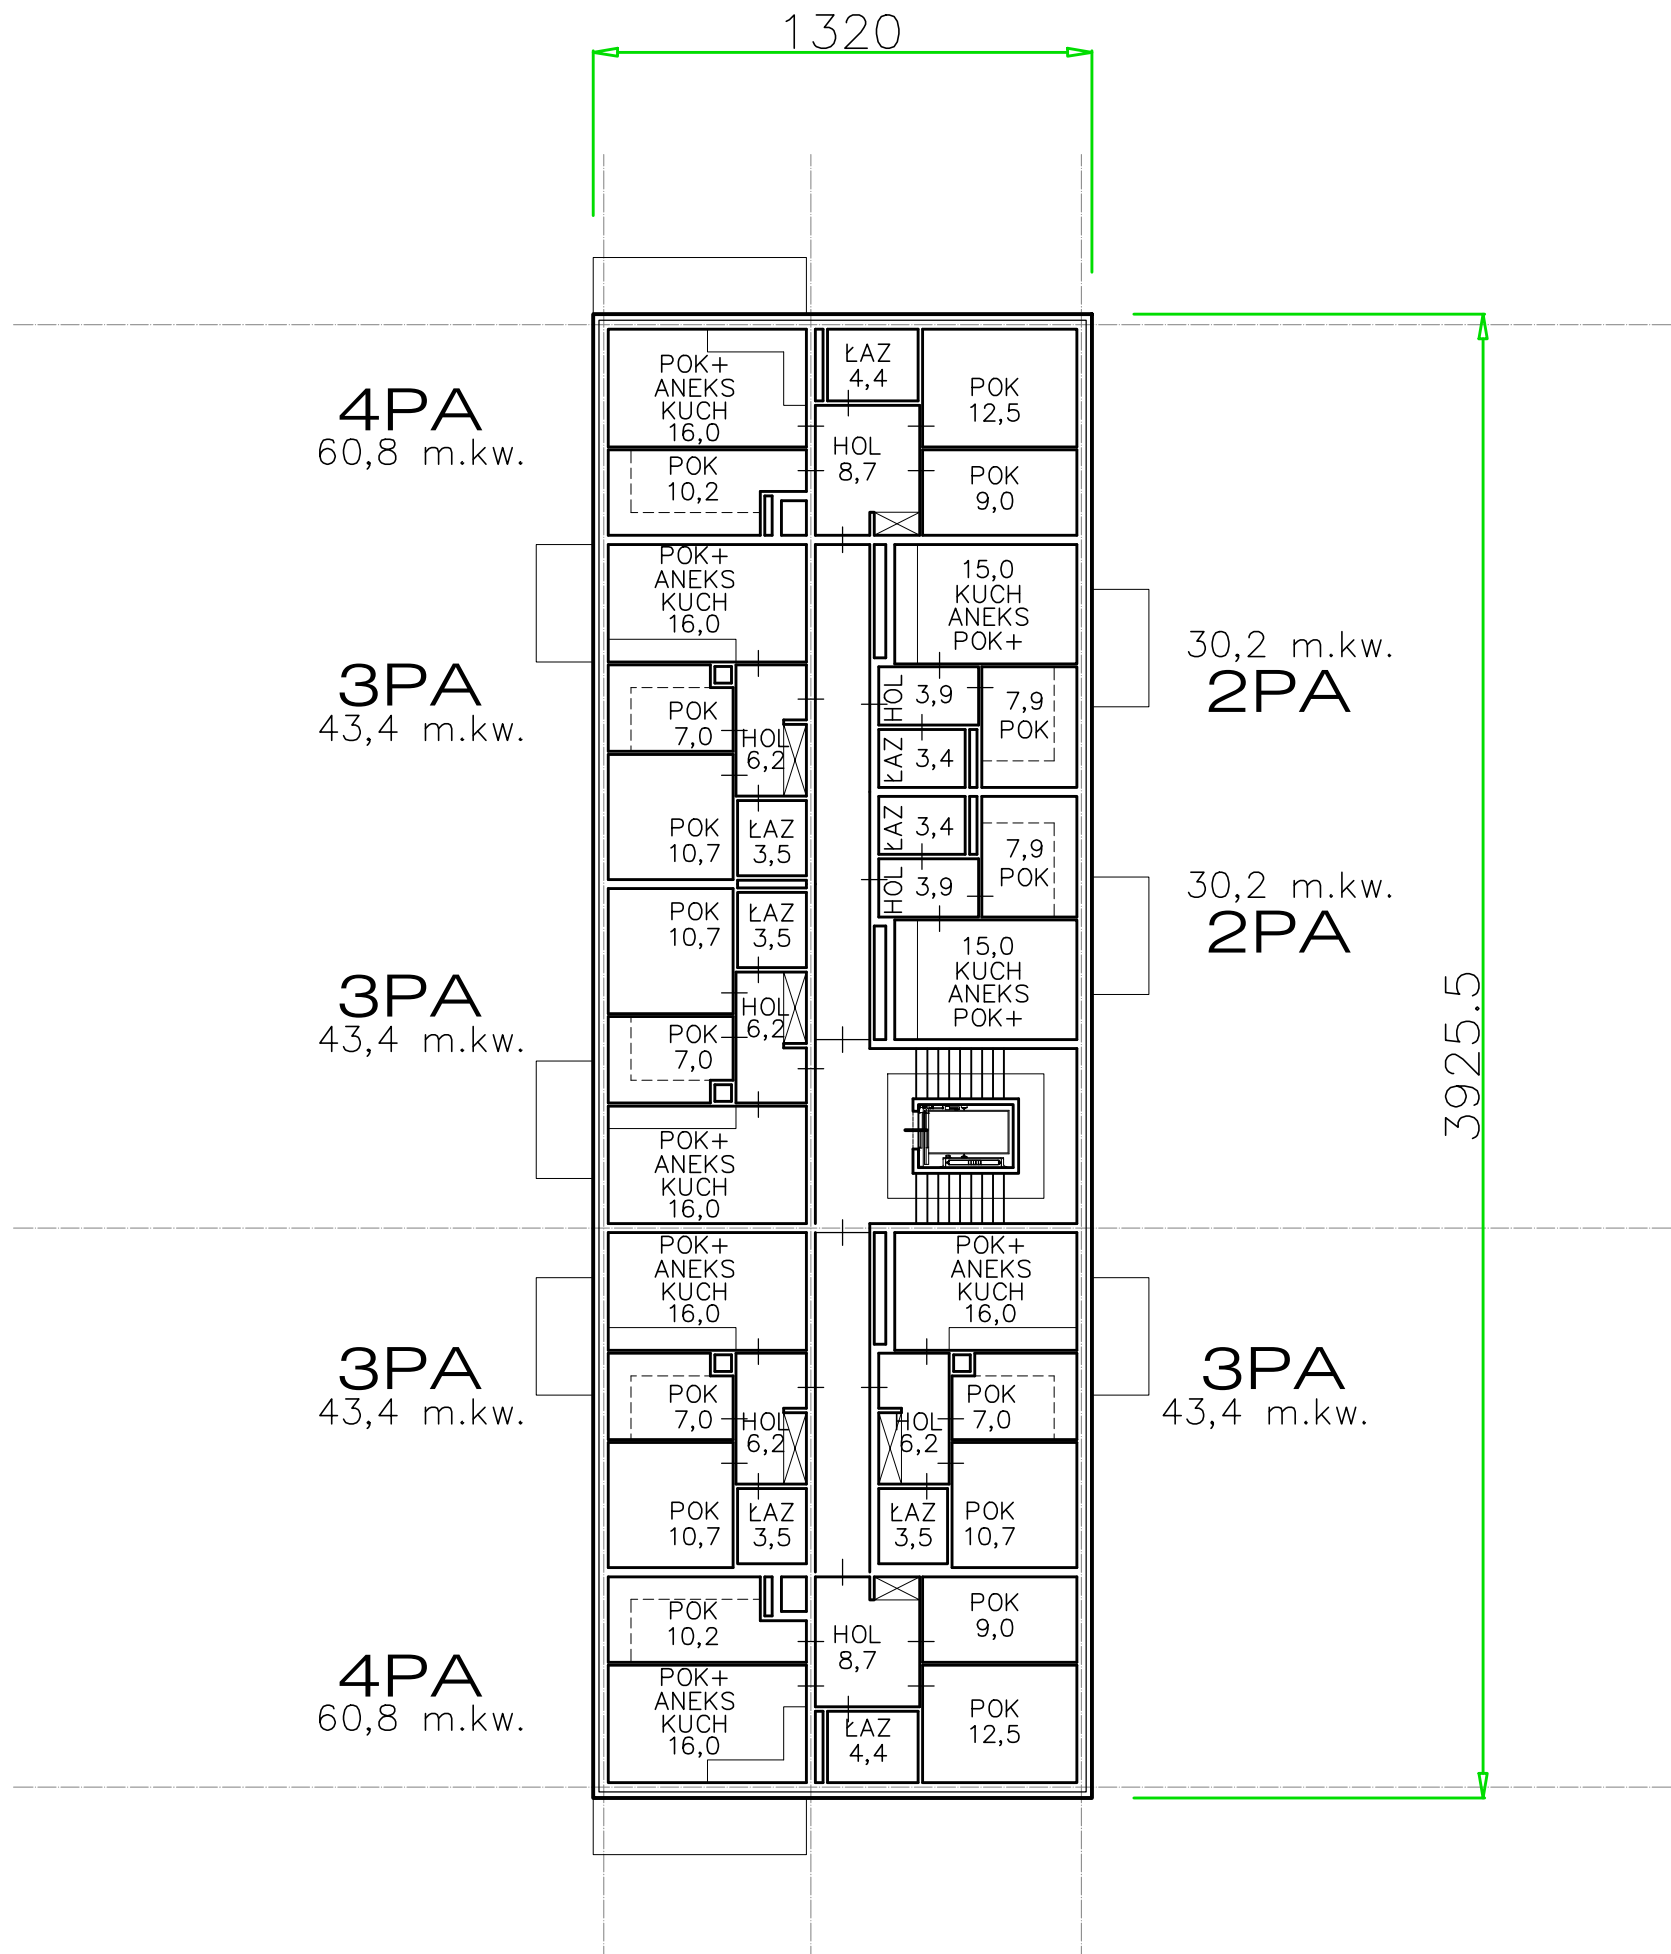 1320
4PA
60,8 m.kw.
POK+
ANEKS
KUCH
16,0
ŁAZ
4,4
POK
12,5
POK
10,2
HOL
8,7
POK
9,0
3PA
43,4 m.kw.
POK+
ANEKS
KUCH
16,0
POK
7,0
HOL
6,2
POK
10,7
ŁAZ
3,5
15,0
KUCH
ANEKS
POK+
HOL
3,9
7,9
POK
ŁAZ
3,4
30,2 m.kw.
2PA
3PA
43,4 m.kw.
POK
10,7
ŁAZ
3,5
POK
7,0
HOL
6,2
POK+
ANEKS
KUCH
16,0
ŁAZ
3,4
HOL
3,9
7,9
POK
15,0
KUCH
ANEKS
POK+
30,2 m.kw.
2PA
3925.5
3PA
43,4 m.kw.
POK+
ANEKS
KUCH
16,0
POK
7,0
HOL
6,2
POK
10,7
ŁAZ
3,5
POK+
ANEKS
KUCH
16,0
HOL
6,2
POK
7,0
ŁAZ
3,5
POK
10,7
3PA
43,4 m.kw.
4PA
60,8 m.kw.
POK
10,2
HOL
8,7
POK
9,0
POK+
ANEKS
KUCH
16,0
ŁAZ
4,4
POK
12,5